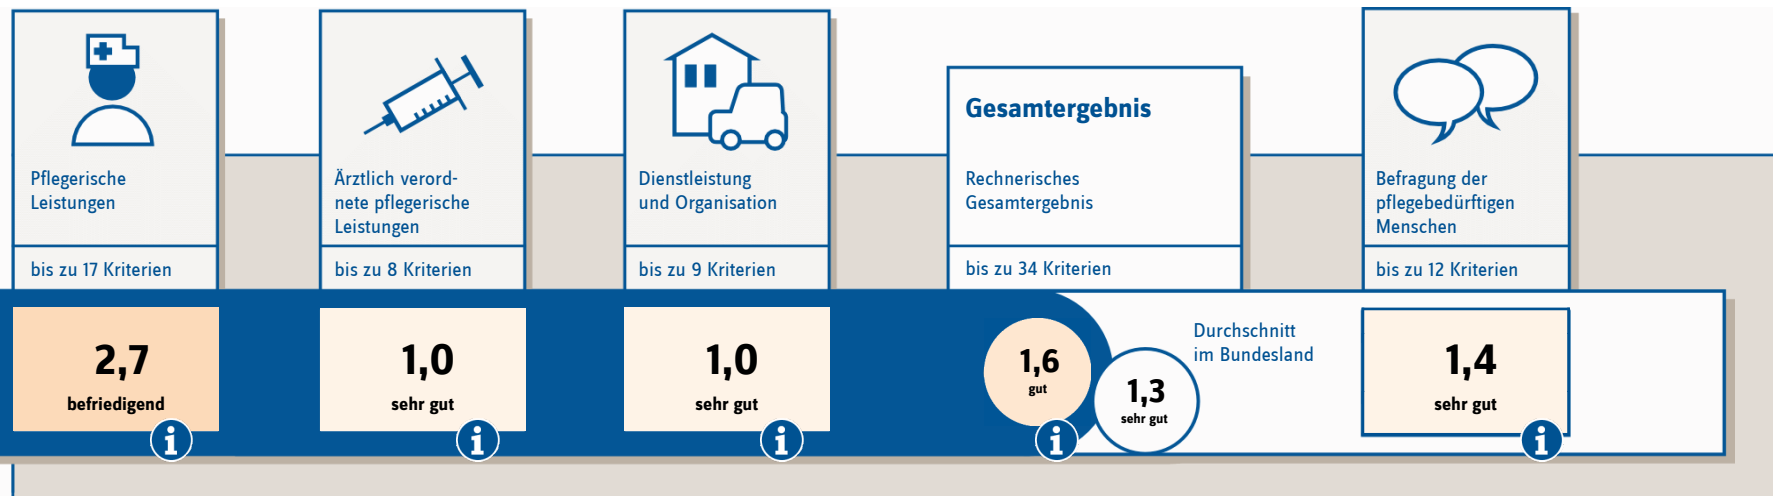 Pflegerische
Leistungen
bis zu 17 Kriterien
2,7
befriedigend
i
Ärztlich verord-
nete pflegerische
Leistungen
bis zu 8 Kriterien
1,0
sehr gut
i
Dienstleistung
und Organisation
bis zu 9 Kriterien
1,0
sehr gut
i
Gesamtergebnis
Rechnerisches
Gesamtergebnis
bis zu 34 Kriterien
1,6
gut
i
1,3
sehr gut
Durchschnitt
im Bundesland
Befragung der
pflegebedürftigen
Menschen
bis zu 12 Kriterien
1,4
sehr gut
i